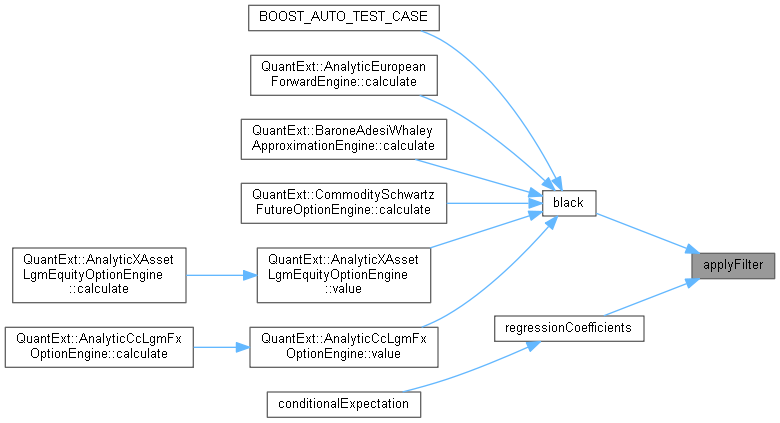 BOOST_AUTO_TEST_CASE
QuantExt::AnalyticEuropean
ForwardEngine::calculate
QuantExt::BaroneAdesiWhaley
ApproximationEngine::calculate
QuantExt::CommoditySchwartz
FutureOptionEngine::calculate
black
QuantExt::AnalyticXAsset
LgmEquityOptionEngine
::calculate
QuantExt::AnalyticXAsset
LgmEquityOptionEngine
::value
applyFilter
regressionCoefficients
QuantExt::AnalyticCcLgmFx
OptionEngine::calculate
QuantExt::AnalyticCcLgmFx
OptionEngine::value
conditionalExpectation